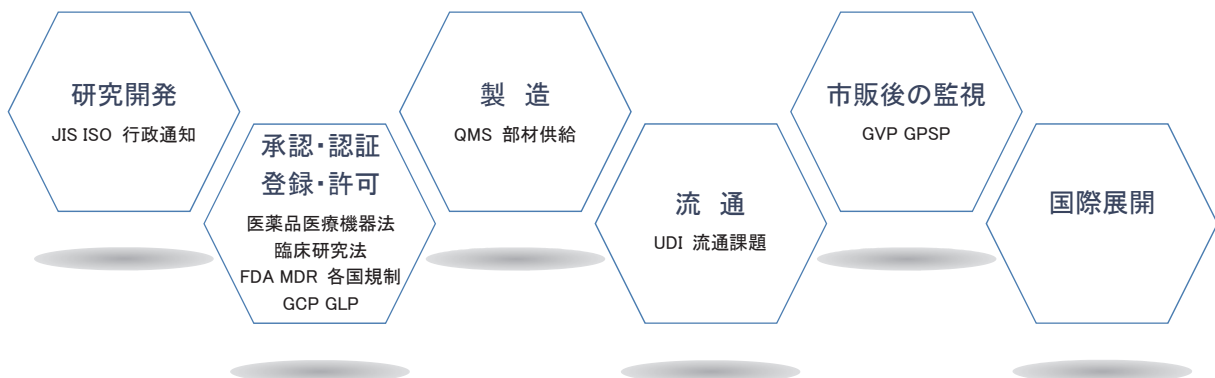 研究開発
JIS ISO 行政通知
承認・認証
登録・許可
医薬品医療機器法
臨床研究法
FDA MDR 各国規制
GCP GLP
製 造
QMS 部材供給
流 通
UDI 流通課題
市販後の監視
GVP GPSP
国際展開